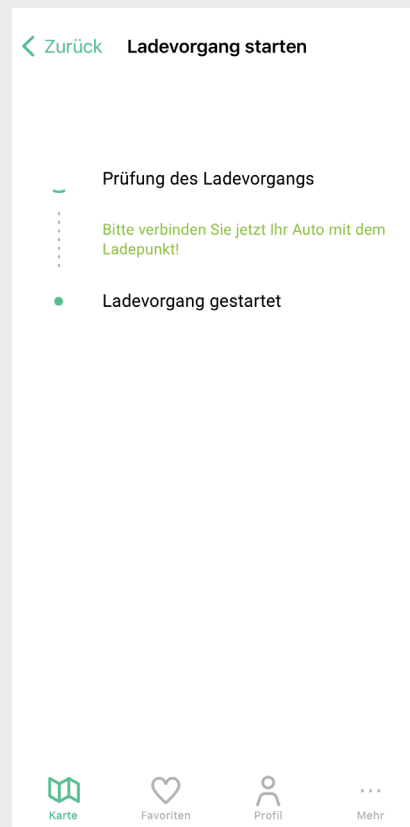 Zurück Ladevorgang starten
Prüfung des Ladevorgangs
Bitte verbinden Sie jetzt Ihr Auto mit dem
Ladepunkt!
Ladevorgang gestartet
Karte Favoriten Profil Mehr